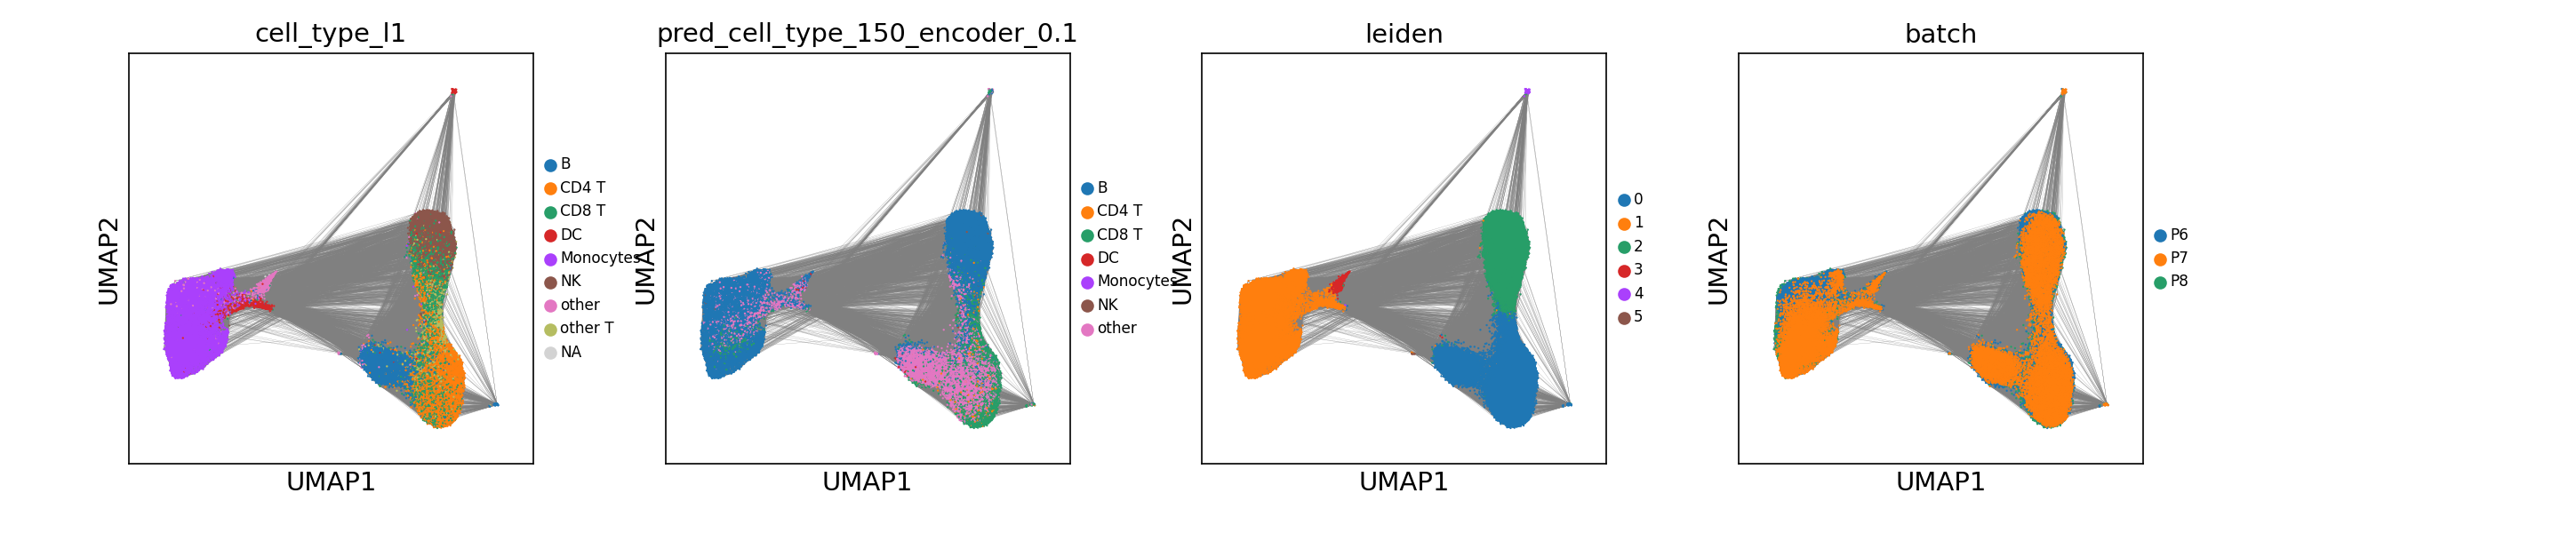 cell_type_l1
UMAP2
UMAP1
B
CD4 T
CD8 T
DC
Monocytes
NK
other
other T
NA
pred_cell_type_150_encoder_0.1
UMAP2
UMAP1
B
CD4 T
CD8 T
DC
Monocytes
NK
other
leiden
UMAP2
UMAP1
0
1
2
3
4
5
batch
UMAP2
UMAP1
P6
P7
P8